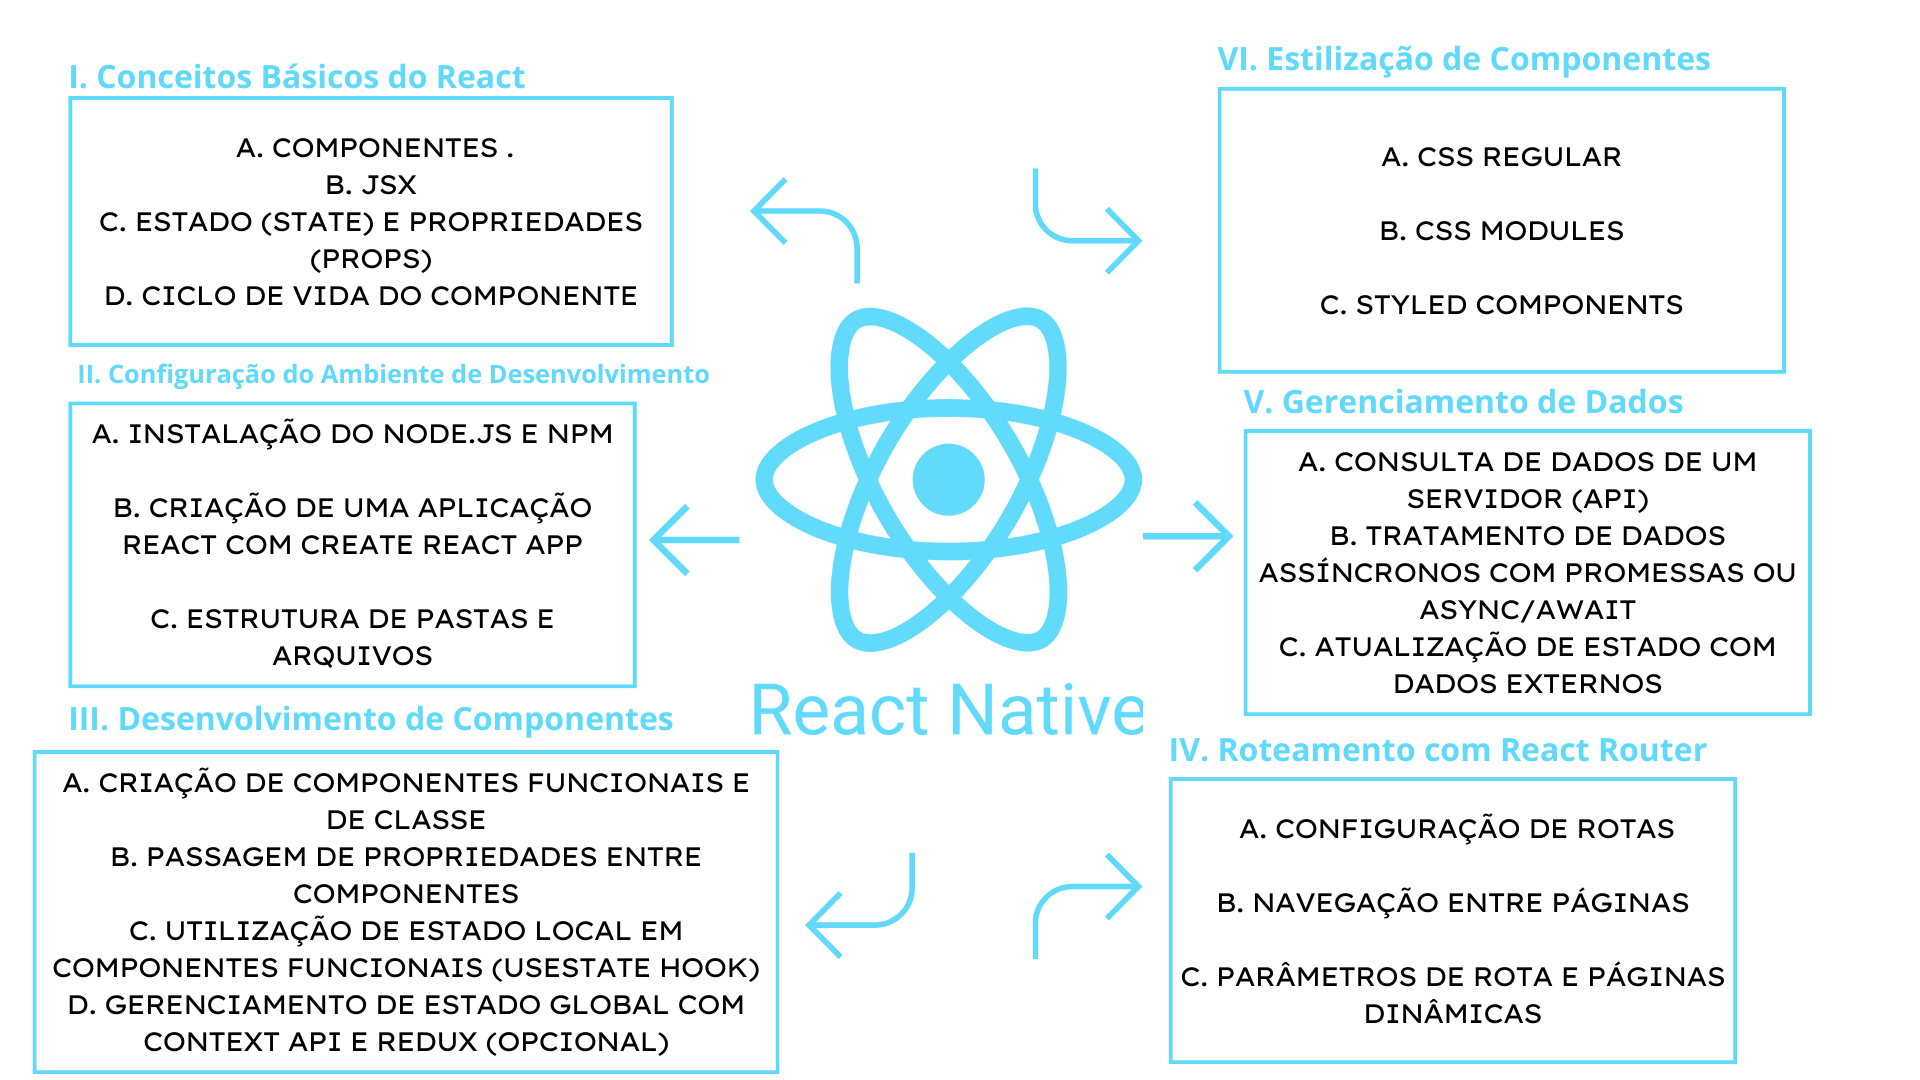 I. Conceitos Básicos do React
A. COMPONENTES .
B. JSX
C. ESTADO (STATE) E PROPRIEDADES
(PROPS)
D. CICLO DE VIDA DO COMPONENTE
II. Configuração do Ambiente de Desenvolvimento
A. INSTALAÇÃO DO NODE.JS E NPM
B. CRIAÇÃO DE UMA APLICAÇÃO
REACT COM CREATE REACT APP
C. ESTRUTURA DE PASTAS E
ARQUIVOS
III. Desenvolvimento de Componentes
A. CRIAÇÃO DE COMPONENTES FUNCIONAIS E
DE CLASSE
B. PASSAGEM DE PROPRIEDADES ENTRE
COMPONENTES
C. UTILIZAÇÃO DE ESTADO LOCAL EM
COMPONENTES FUNCIONAIS (USESTATE HOOK)
D. GERENCIAMENTO DE ESTADO GLOBAL COM
CONTEXT API E REDUX (OPCIONAL)
React Native
VI. Estilização de Componentes
A. CSS REGULAR
B. CSS MODULES
C. STYLED COMPONENTS
V. Gerenciamento de Dados
A. CONSULTA DE DADOS DE UM
SERVIDOR (API)
B. TRATAMENTO DE DADOS
ASSÍNCRONOS COM PROMESSAS OU
ASYNC/AWAIT
C. ATUALIZAÇÃO DE ESTADO COM
DADOS EXTERNOS
IV. Roteamento com React Router
A. CONFIGURAÇÃO DE ROTAS
B. NAVEGAÇÃO ENTRE PÁGINAS
C. PARÂMETROS DE ROTA E PÁGINAS
DINÂMICAS